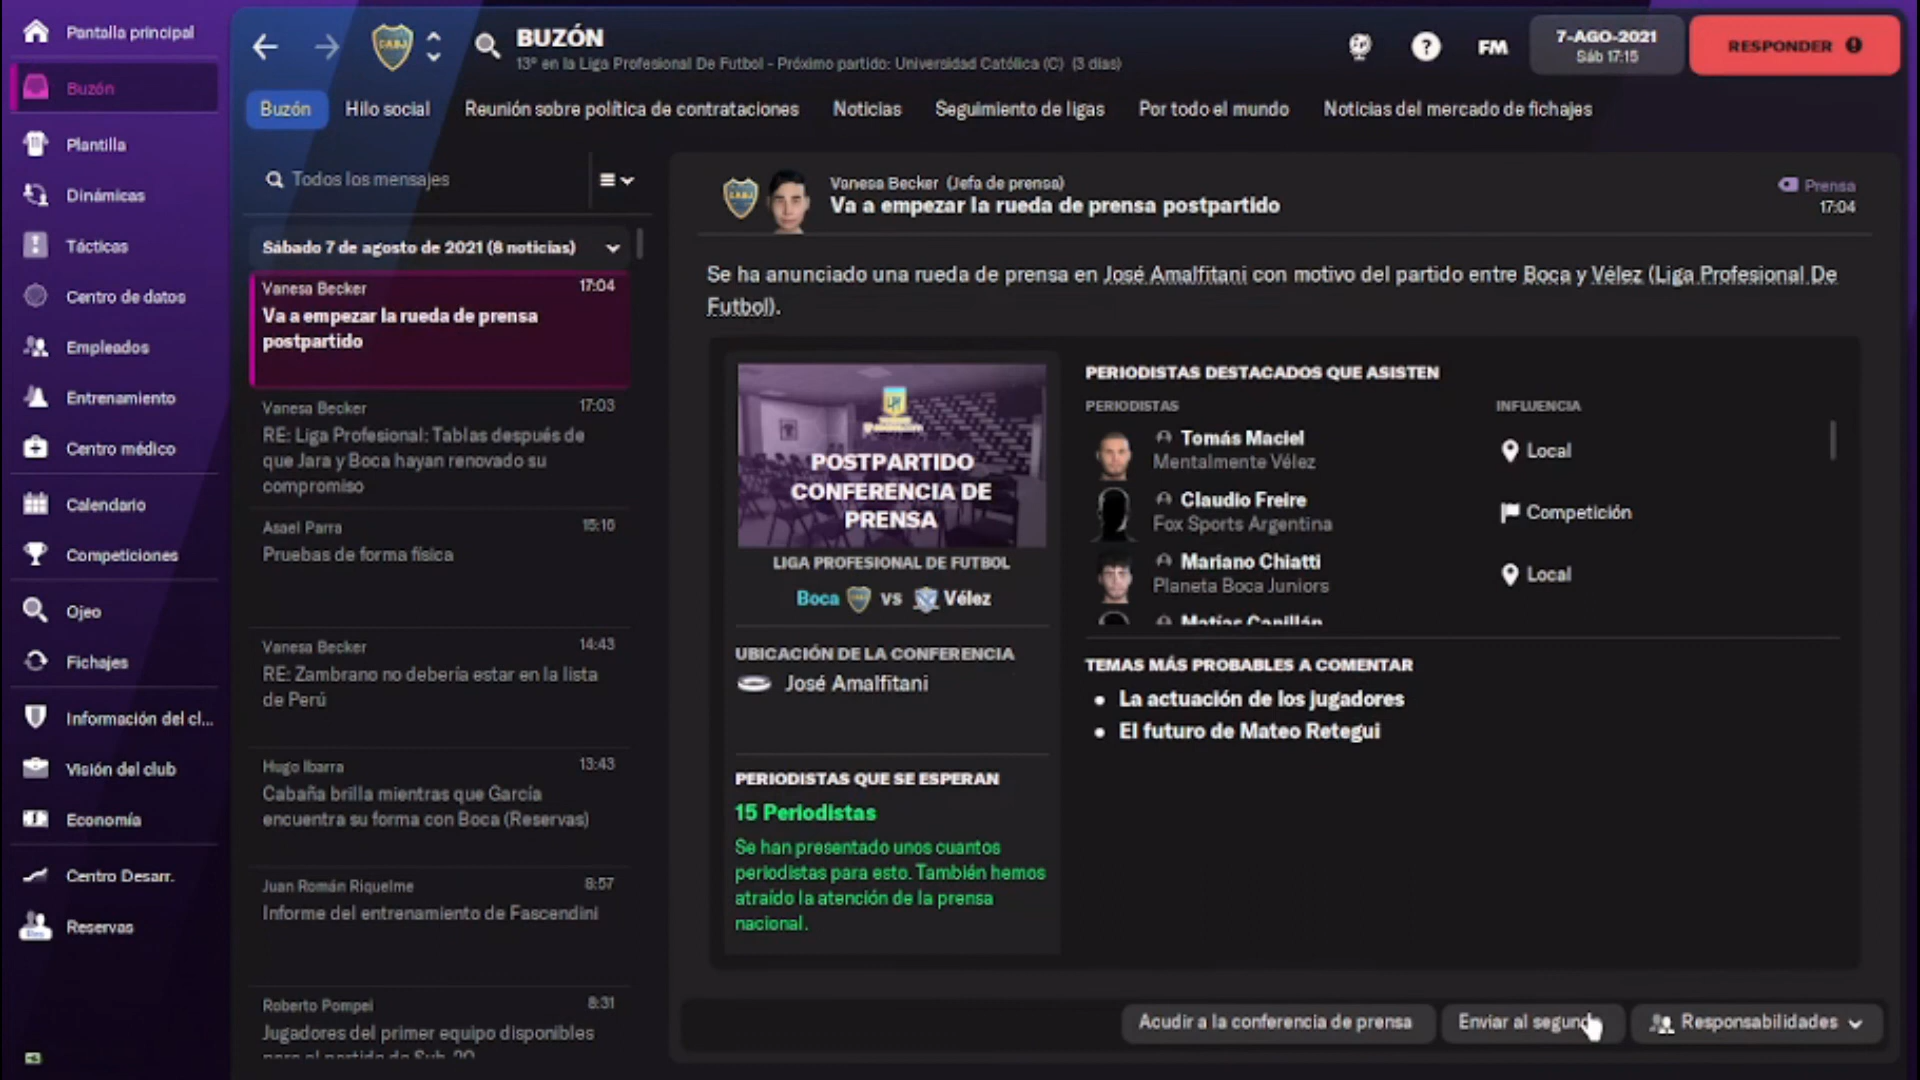 Pantalla principal
Buzón
Plantilla
Dinámicas
Tácticas
Centro de datos
Empleados
Entrenamiento
Centro médico
Calendario
Competiciones
Ojeo
Fichajes
Información del cl...
Visión del club
Economía
Centro Desarr.
Reservas
BUZÓN
13º en la Liga Profesional De Futbol - Próximo partido: Universidad Católica (C) (3 días)
FM
7-AGO-2021
Sáb 17:15
RESPONDER
Buzón
Hilo social
Reunión sobre política de contrataciones
Noticias
Seguimiento de ligas
Por todo el mundo
Noticias del mercado de fichajes
Todos los mensajes
Sábado 7 de agosto de 2021 (8 noticias)
Vanesa Becker 17:04
Va a empezar la rueda de prensa
postpartido
Vanesa Becker 17:03
RE: Liga Profesional: Tablas después de
que Jara y Boca hayan renovado su
compromiso
Asael Parra 15:16
Pruebas de forma física
Vanesa Becker 14:43
RE: Zambrano no debería estar en la lista
de Perú
Hugo Ibarra 13:43
Cabaña brilla mientras que García
encuentra su forma con Boca (Reservas)
Juan Román Riquelme 8:57
Informe del entrenamiento de Fascendini
Roberto Pompei 8:31
Jugadores del primer equipo disponibles
para el partido de Sub-20
Vanesa Becker (Jefa de prensa)
Va a empezar la rueda de prensa postpartido
Prensa
17:04
Se ha anunciado una rueda de prensa en José Amalfitani con motivo del partido entre Boca y Vélez (Liga Profesional De
Futbol).
POSTPARTIDO
CONFERENCIA DE
PRENSA
LIGA PROFESIONAL DE FUTBOL
Boca vs Vélez
UBICACIÓN DE LA CONFERENCIA
José Amalfitani
PERIODISTAS QUE SE ESPERAN
15 Periodistas
Se han presentado unos cuantos
periodistas para esto. También hemos
atraído la atención de la prensa
nacional.
PERIODISTAS DESTACADOS QUE ASISTEN
PERIODISTAS INFLUENCIA
Tomás Maciel
Mentalmente Vélez
Local
Claudio Freire
Fox Sports Argentina
Competición
Mariano Chiatti
Planeta Boca Juniors
Local
Matías
TEMAS MÁS PROBABLES A COMENTAR
• La actuación de los jugadores
• El futuro de Mateo Retegui
Acudir a la conferencia de prensa
Enviar al segundo
Responsabilidades